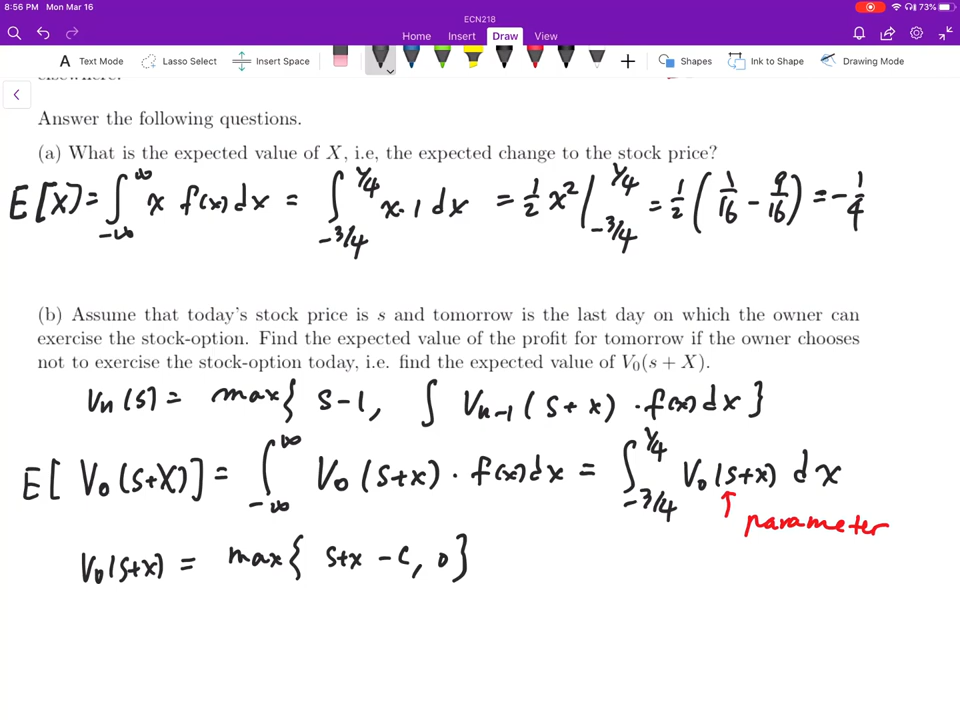 8:56 PM Mon Mar 16 73%
ECN218
Home Insert Draw View
A Text Mode Lasso Select Insert Space + Shapes Ink to Shape Drawing Mode
elsewhere.
Answer the following questions.
(a) What is the expected value of X, i.e, the expected change to the stock price?
E[X] = ∫_{-∞}^{∞} x f(x) dx = ∫_{-3/4}^{1/4} x·1 dx = 1/2 x² |_{-3/4}^{1/4} = 1/2 (1/16 - 9/16) = -1/4
(b) Assume that today's stock price is s and tomorrow is the last day on which the owner can
exercise the stock-option. Find the expected value of the profit for tomorrow if the owner chooses
not to exercise the stock-option today, i.e. find the expected value of V₀(s + X).
Vn(s) = max{ s-1, ∫ Vn-1(s+x)·f(x)dx }
E[V₀(s+X)] = ∫_{-∞}^{∞} V₀(s+x)·f(x)dx = ∫_{-3/4}^{1/4} V₀(s+x) dx
↑ parameter
V₀(s+x) = max{ s+x - c, 0 }